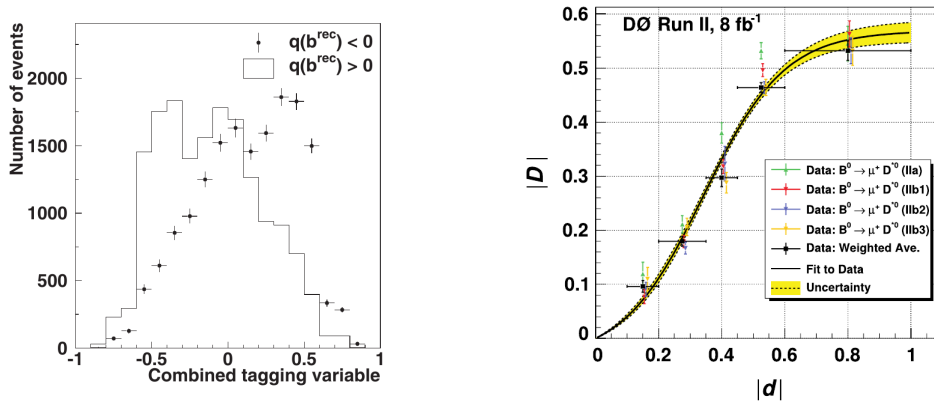 Number of events
2000
1500
1000
500
0
-1
-0.5
0
0.5
1
Combined tagging variable
q(b^rec) < 0
q(b^rec) > 0
DØ Run II, 8 fb^-1
|D|
0.6
0.5
0.4
0.3
0.2
0.1
0
0
0.2
0.4
0.6
0.8
1
|d|
Data: B^0 → μ^+ D^*0 (IIa)
Data: B^0 → μ^+ D^*0 (IIb1)
Data: B^0 → μ^+ D^*0 (IIb2)
Data: B^0 → μ^+ D^*0 (IIb3)
Data: Weighted Ave.
Fit to Data
Uncertainty